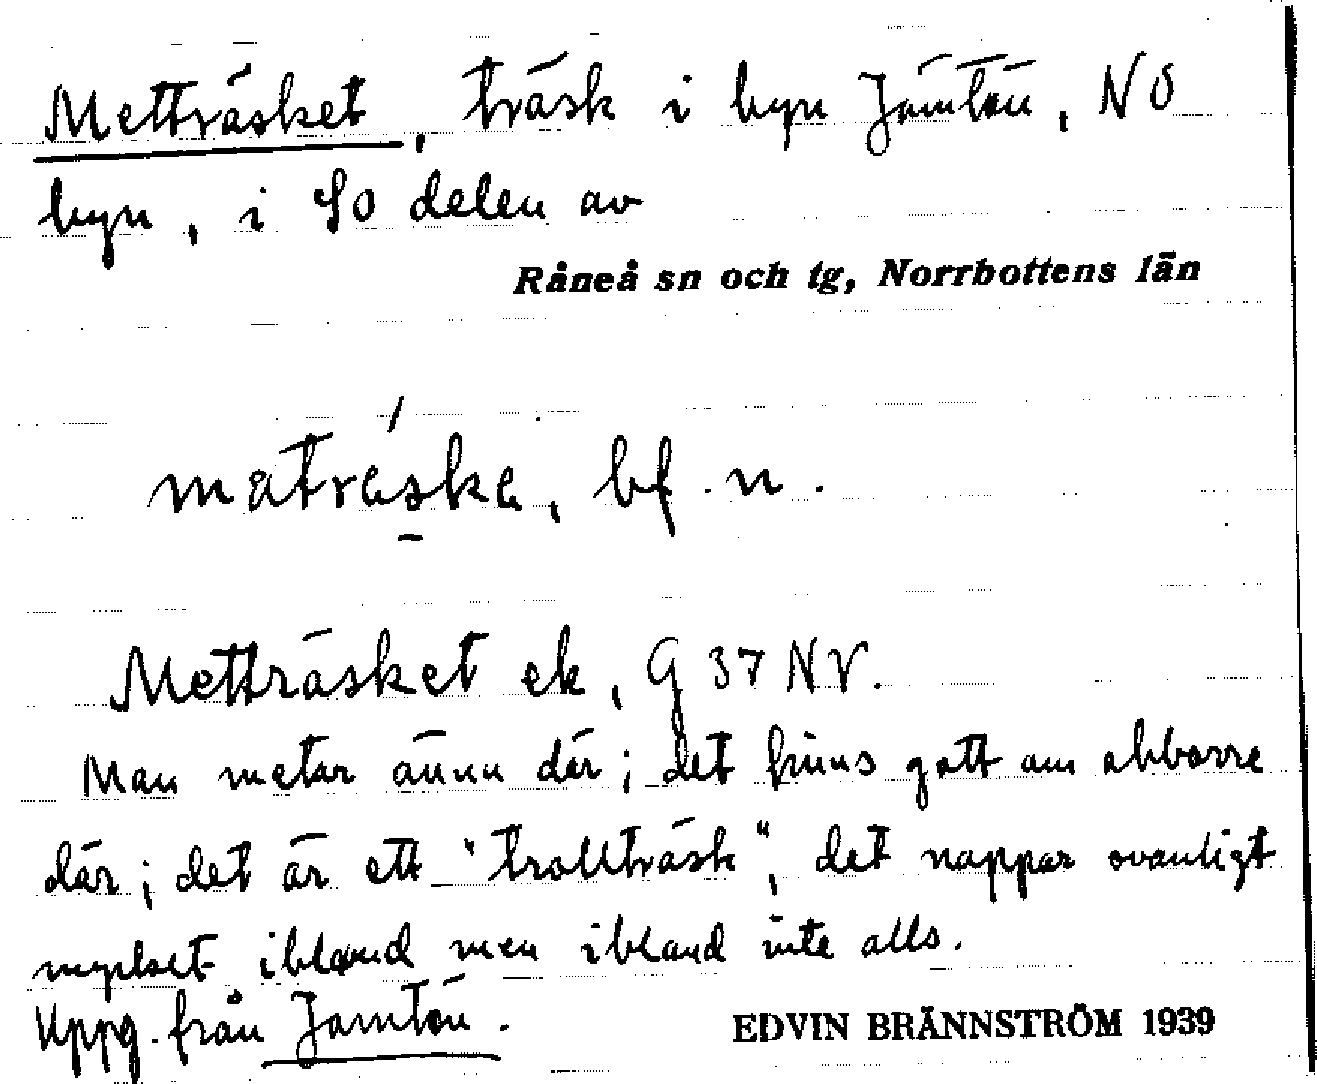 Metträsket, träsk i byn Jämtön, NO
byn, i SO delen av
Råneå sn och tg, Norrbottens län
matraska, bf. n.
Metträsket ek, G 37 NV.
Man metar ännu där; det finns gott om abborre
där; det är ett "trollträsk", det nappar ovanligt
mycket ibland men ibland inte alls.
Uppg. från Jämtön.
EDVIN BRÄNNSTRÖM 1939